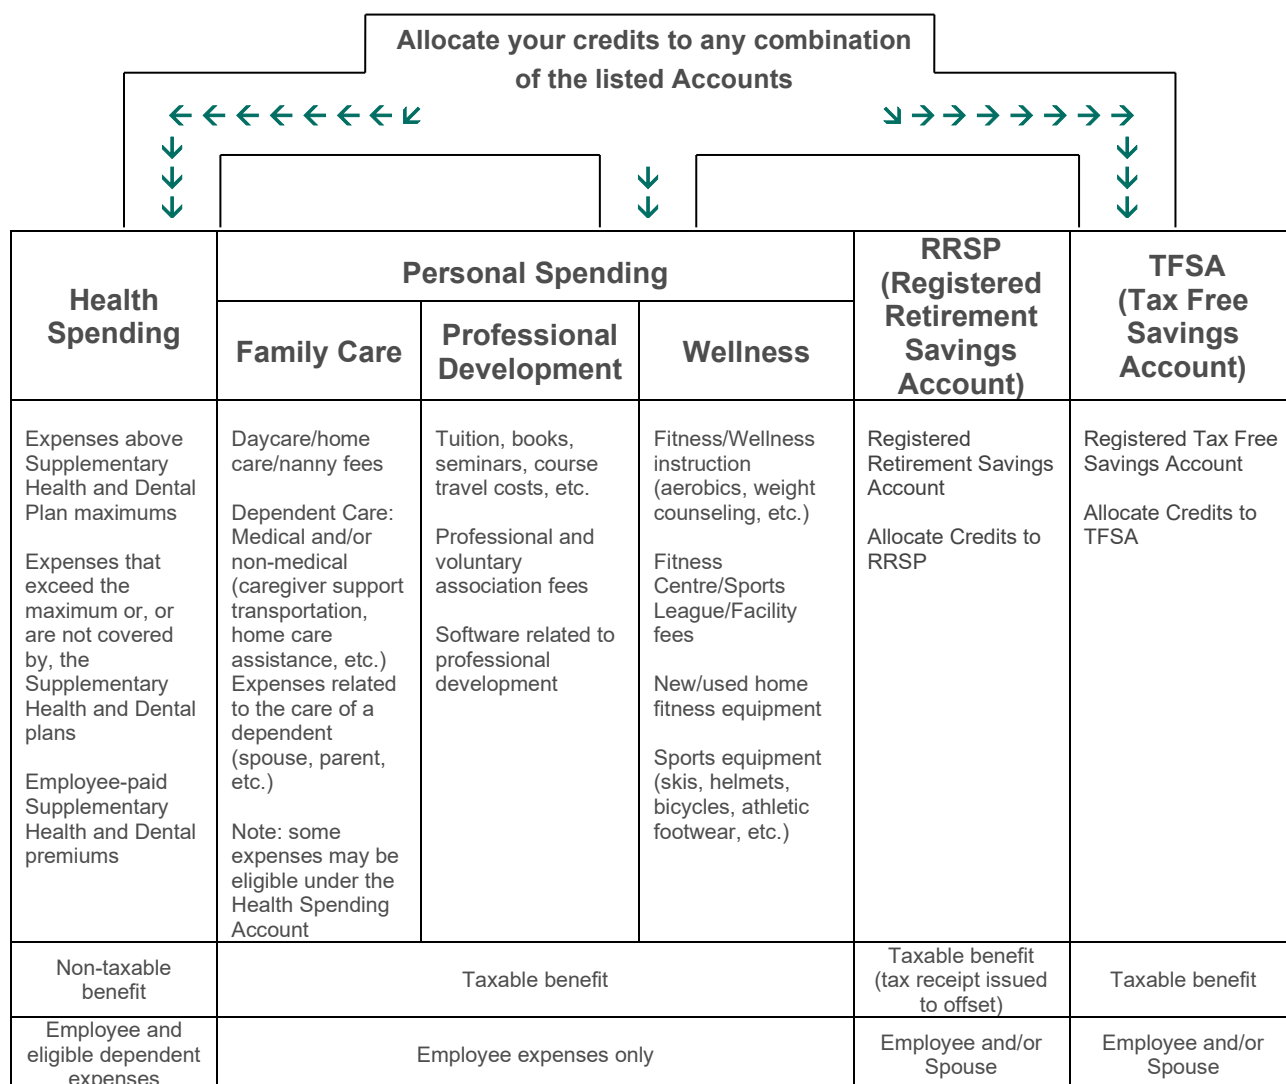 Allocate your credits to any combination
of the listed Accounts
Health
Spending
Personal Spending
Family Care
Professional
Development
Wellness
RRSP
(Registered
Retirement
Savings
Account)
TFSA
(Tax Free
Savings
Account)
Expenses above
Supplementary
Health and Dental
Plan maximums
Expenses that
exceed the
maximum or, or
are not covered
by, the
Supplementary
Health and Dental
plans
Employee-paid
Supplementary
Health and Dental
premiums
Daycare/home
care/nanny fees
Dependent Care:
Medical and/or
non-medical
(caregiver support
transportation,
home care
assistance, etc.)
Expenses related
to the care of a
dependent
(spouse, parent,
etc.)
Note: some
expenses may be
eligible under the
Health Spending
Account
Tuition, books,
seminars, course
travel costs, etc.
Professional and
voluntary
association fees
Software related to
professional
development
Fitness/Wellness
instruction
(aerobics, weight
counseling, etc.)
Fitness
Centre/Sports
League/Facility
fees
New/used home
fitness equipment
Sports equipment
(skis, helmets,
bicycles, athletic
footwear, etc.)
Registered
Retirement Savings
Account
Allocate Credits to
RRSP
Registered Tax Free
Savings Account
Allocate Credits to
TFSA
Non-taxable
benefit
Taxable benefit
Taxable benefit
(tax receipt issued
to offset)
Taxable benefit
Employee and
eligible dependent
expenses
Employee expenses only
Employee and/or
Spouse
Employee and/or
Spouse